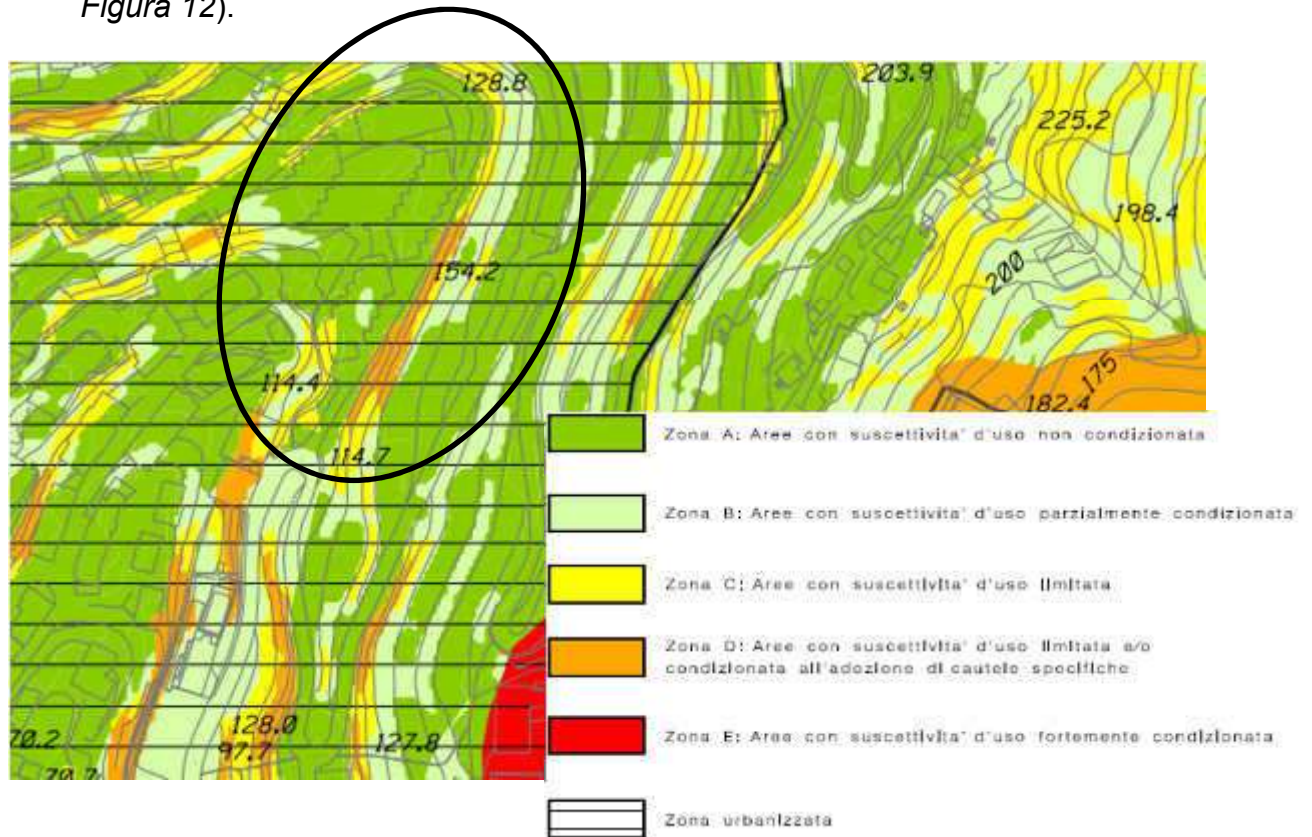 Figura 12).
128.8
203.9
225.2
198.4
154.2
200
114.4
175
182.4
114.7
Zona A: Aree con suscettivita' d'uso non condizionata
Zona B: Aree con suscettivita' d'uso parzialmente condizionata
Zona C: Aree con suscettivita' d'uso limitata
Zona D: Aree con suscettivita' d'uso limitata e/o
condizionata all'adozione di cautele specifiche
128.0
70.2
97.7
127.8
Zona E: Aree con suscettivita' d'uso fortemente condizionata
70.7
Zona urbanizzata